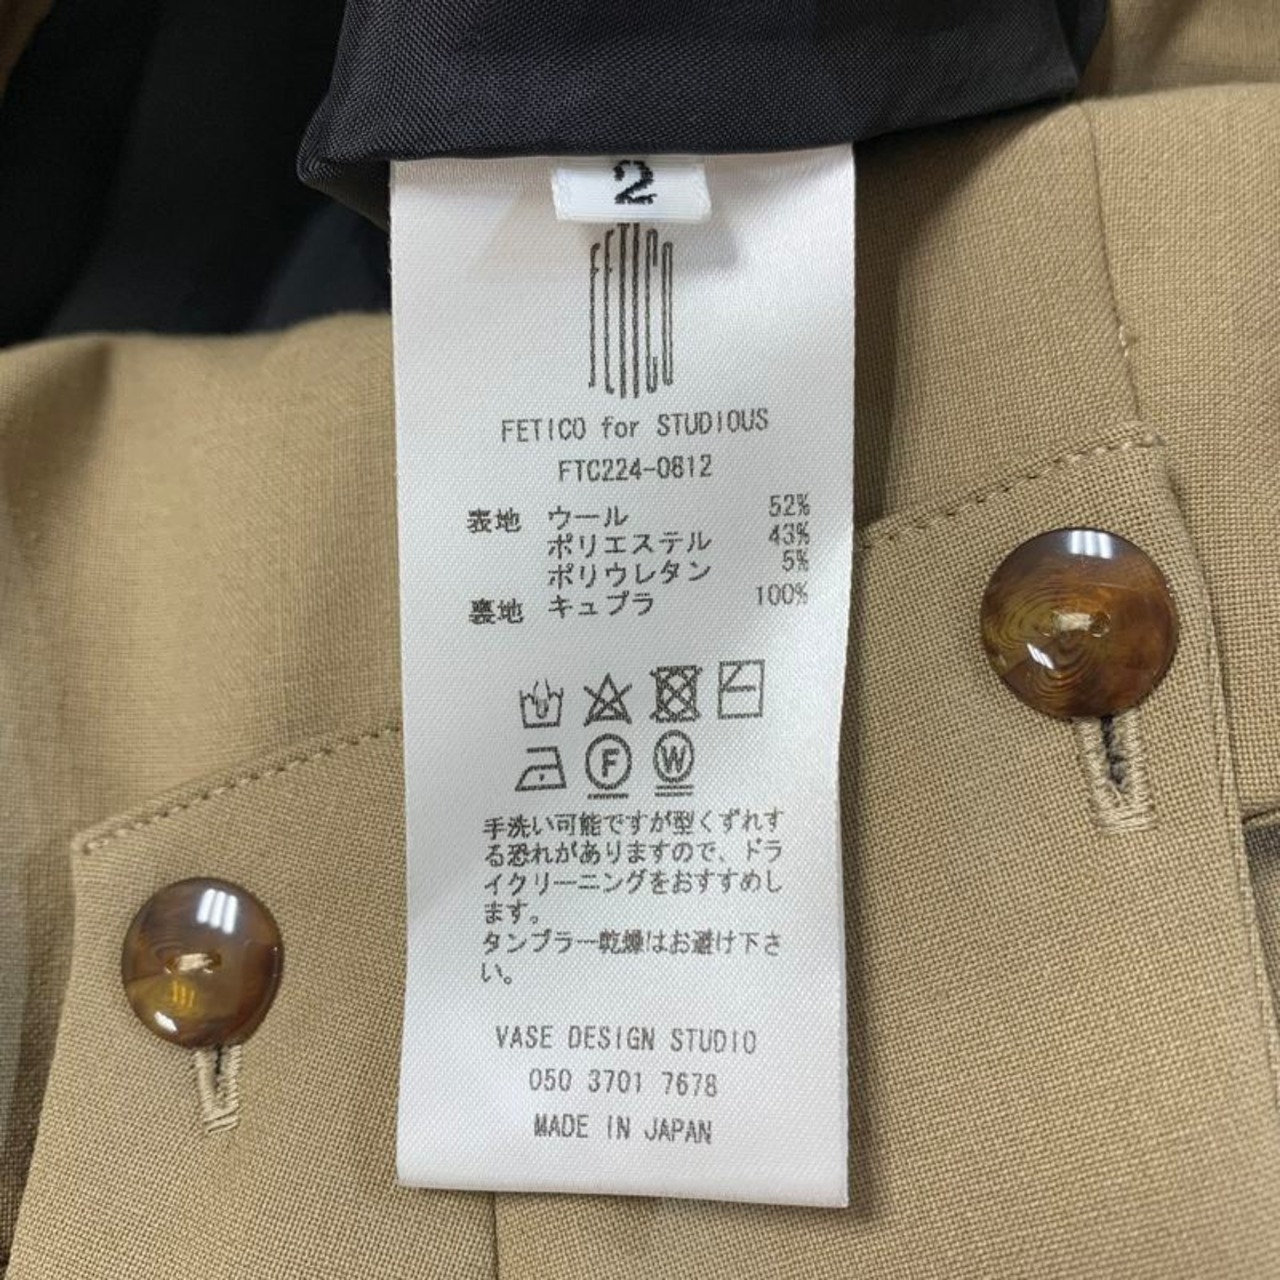 2
FETICO
FETICO for STUDIOUS
FTC224-0812
表地 ウール 52%
ポリエステル 43%
ポリウレタン 5%
裏地 キュプラ 100%
F W
手洗い可能ですが型くずれす
る恐れがありますので、ドラ
イクリーニングをおすすめし
ます。
タンブラー乾燥はお避け下さ
い。
VASE DESIGN STUDIO
050 3701 7678
MADE IN JAPAN